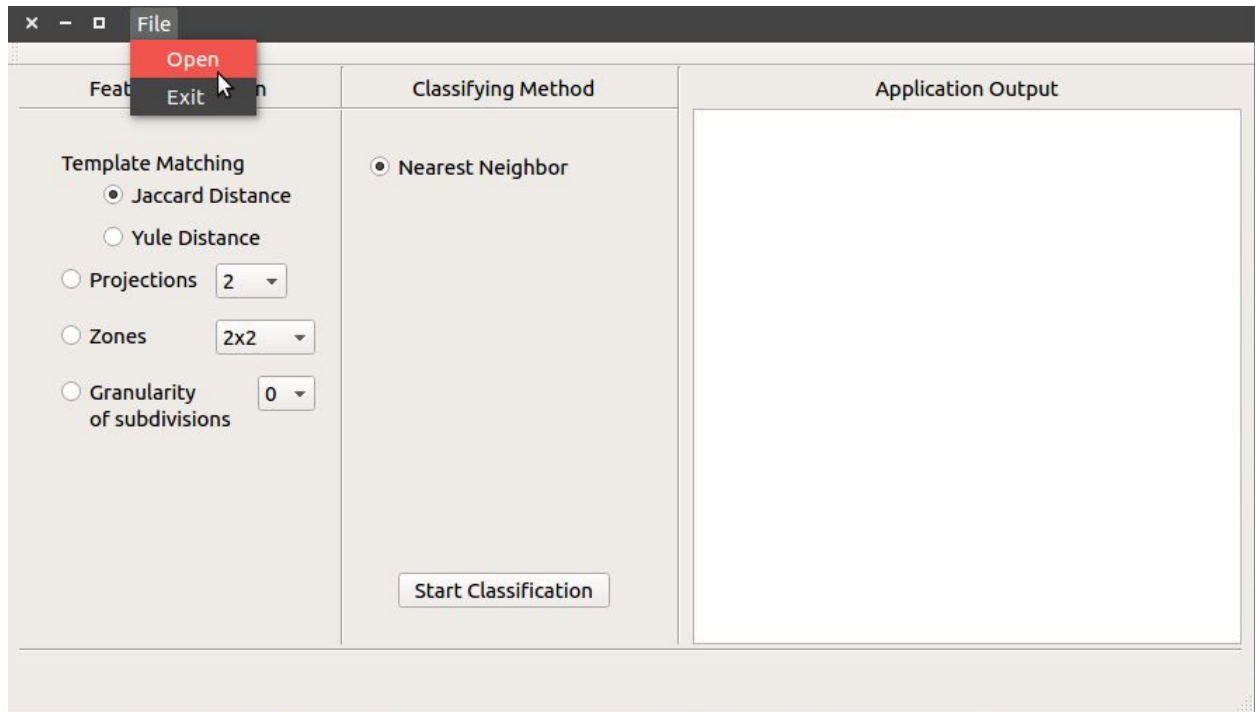 File
Open
Exit
Feat n
Classifying Method
Application Output
Template Matching
Jaccard Distance
Yule Distance
Projections 2
Zones 2x2
Granularity 0
of subdivisions
Nearest Neighbor
Start Classification